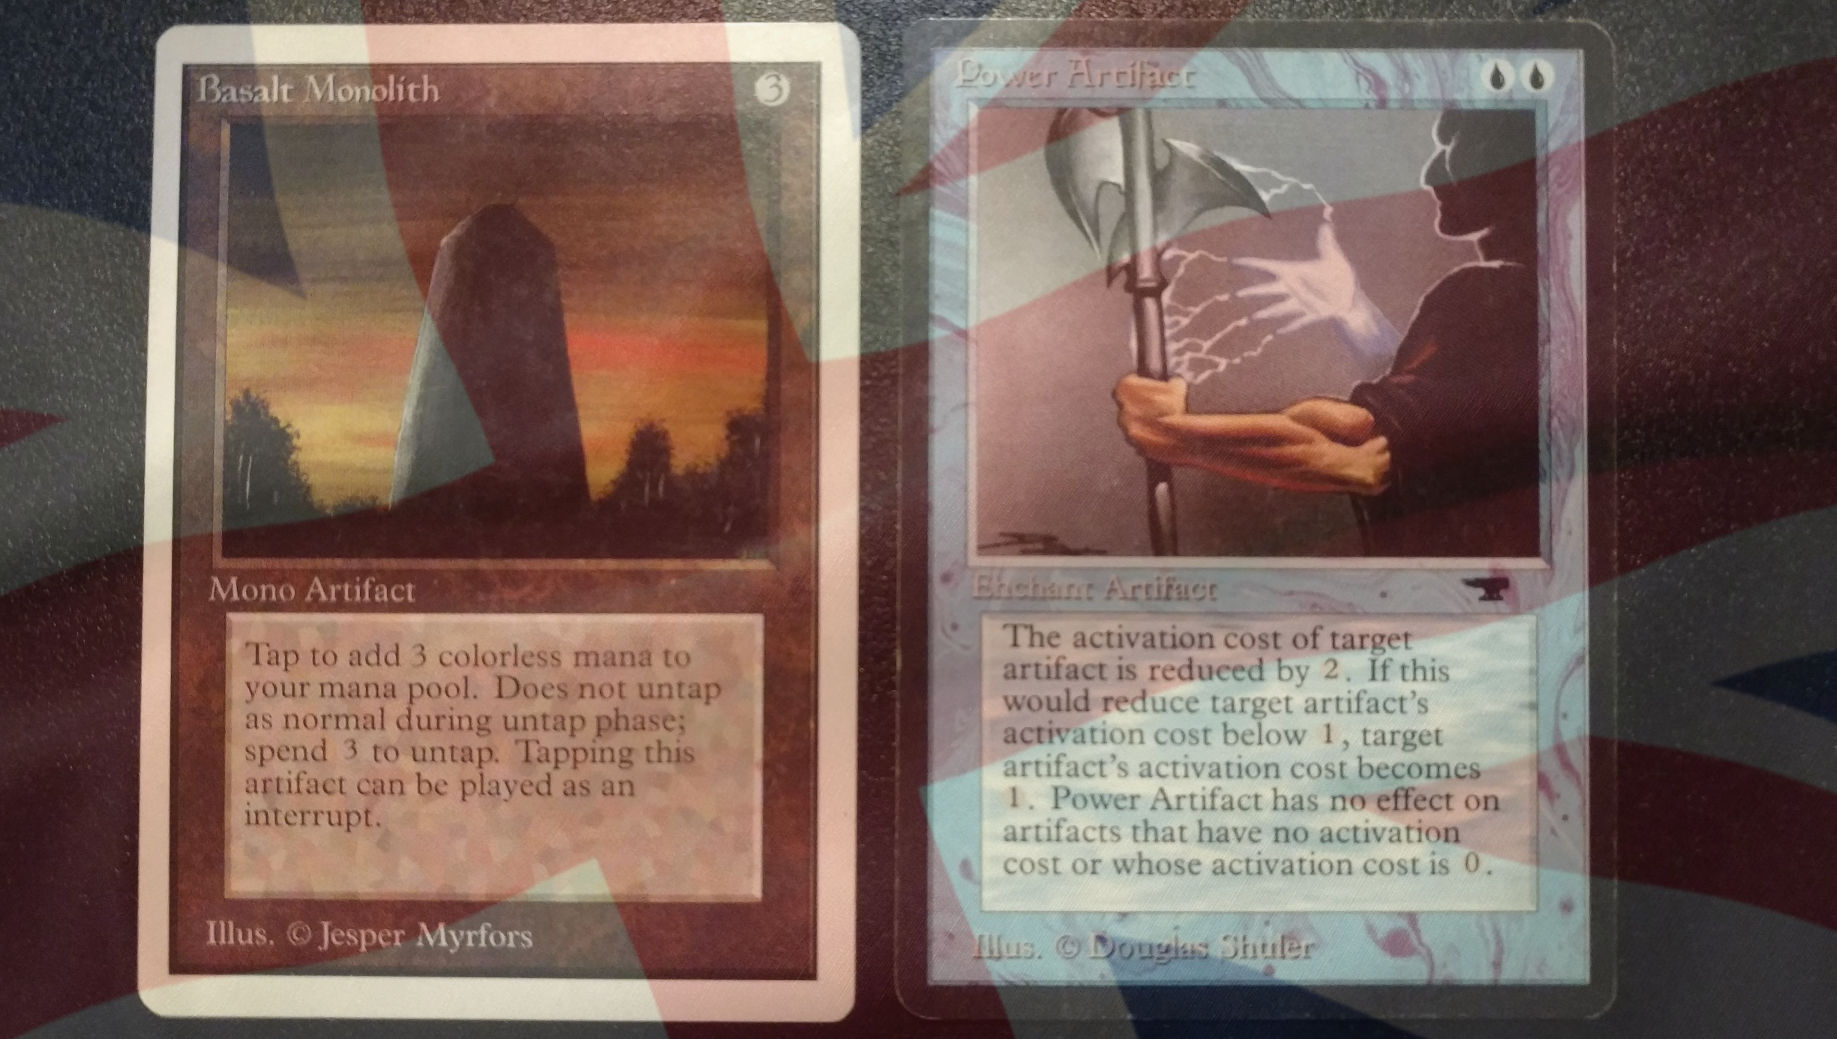 Basalt Monolith
3
Mono Artifact
Tap to add 3 colorless mana to
your mana pool. Does not untap
as normal during untap phase;
spend 3 to untap. Tapping this
artifact can be played as an
interrupt.
Illus. © Jesper Myrfors
Power Artifact
Enchant Artifact
The activation cost of target
artifact is reduced by 2. If this
would reduce target artifact's
activation cost below 1, target
artifact's activation cost becomes
1. Power Artifact has no effect on
artifacts that have no activation
cost or whose activation cost is 0.
Illus. © Douglas Shuler